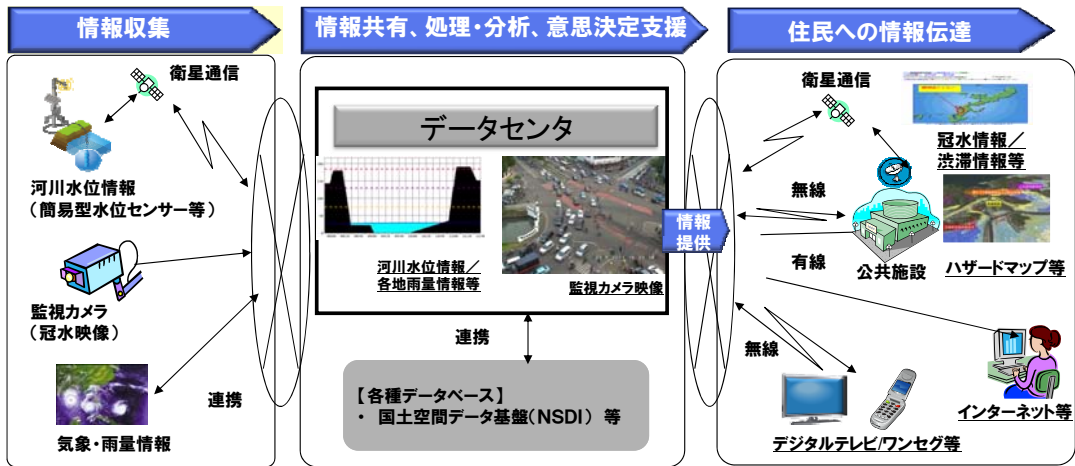 情報収集
情報共有、処理・分析、意思決定支援
住民への情報伝達
衛星通信
河川水位情報
（簡易型水位センサー等）
監視カメラ
（冠水映像）
気象・雨量情報
連携
データセンタ
河川水位情報／
各地雨量情報等
監視カメラ映像
連携
【各種データベース】
・ 国土空間データ基盤（NSDI） 等
情報
提供
衛星通信
冠水情報／
渋滞情報等
無線
有線
公共施設
ハザードマップ等
無線
デジタルテレビ/ワンセグ等
インターネット等